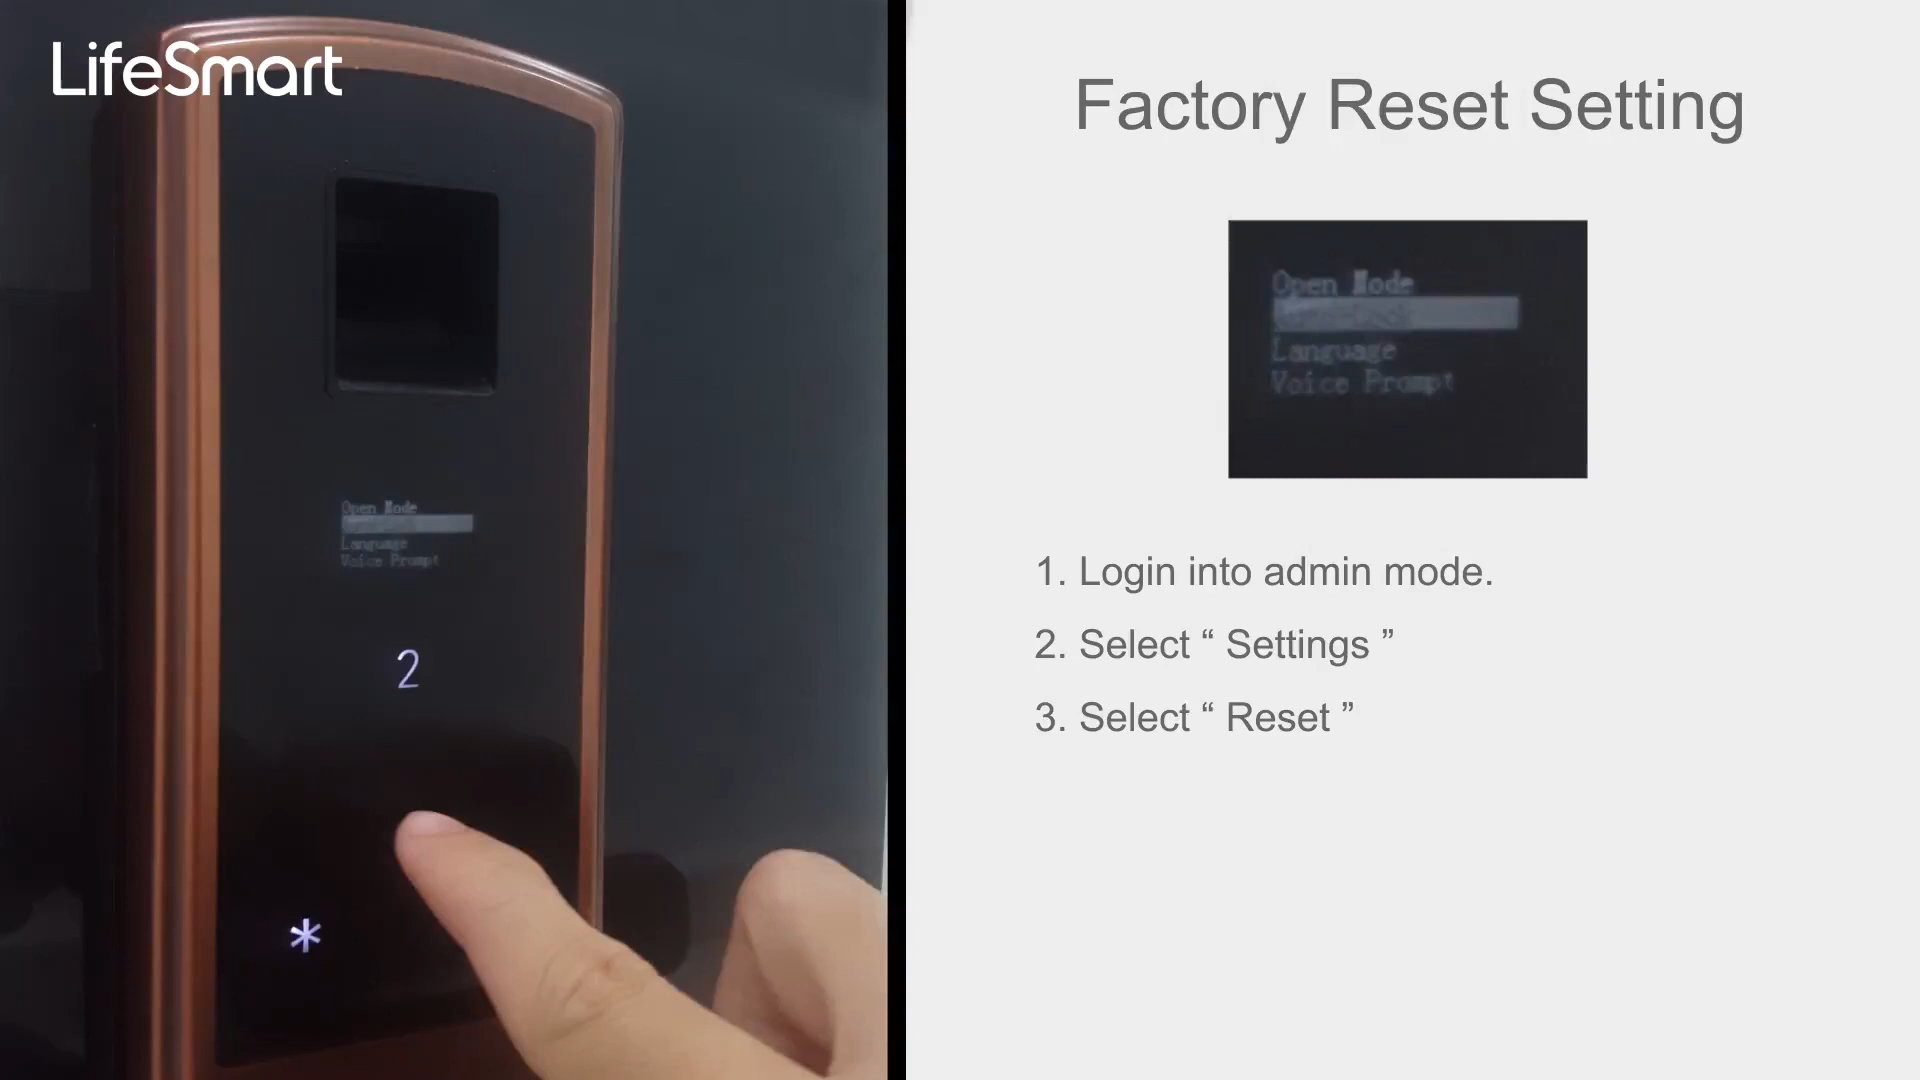 LifeSmart
Factory Reset Setting
Open Mode
Language
Voice Prompt
Open Mode
Language
Voice Prompt
2
*
1. Login into admin mode.
2. Select “ Settings ”
3. Select “ Reset ”